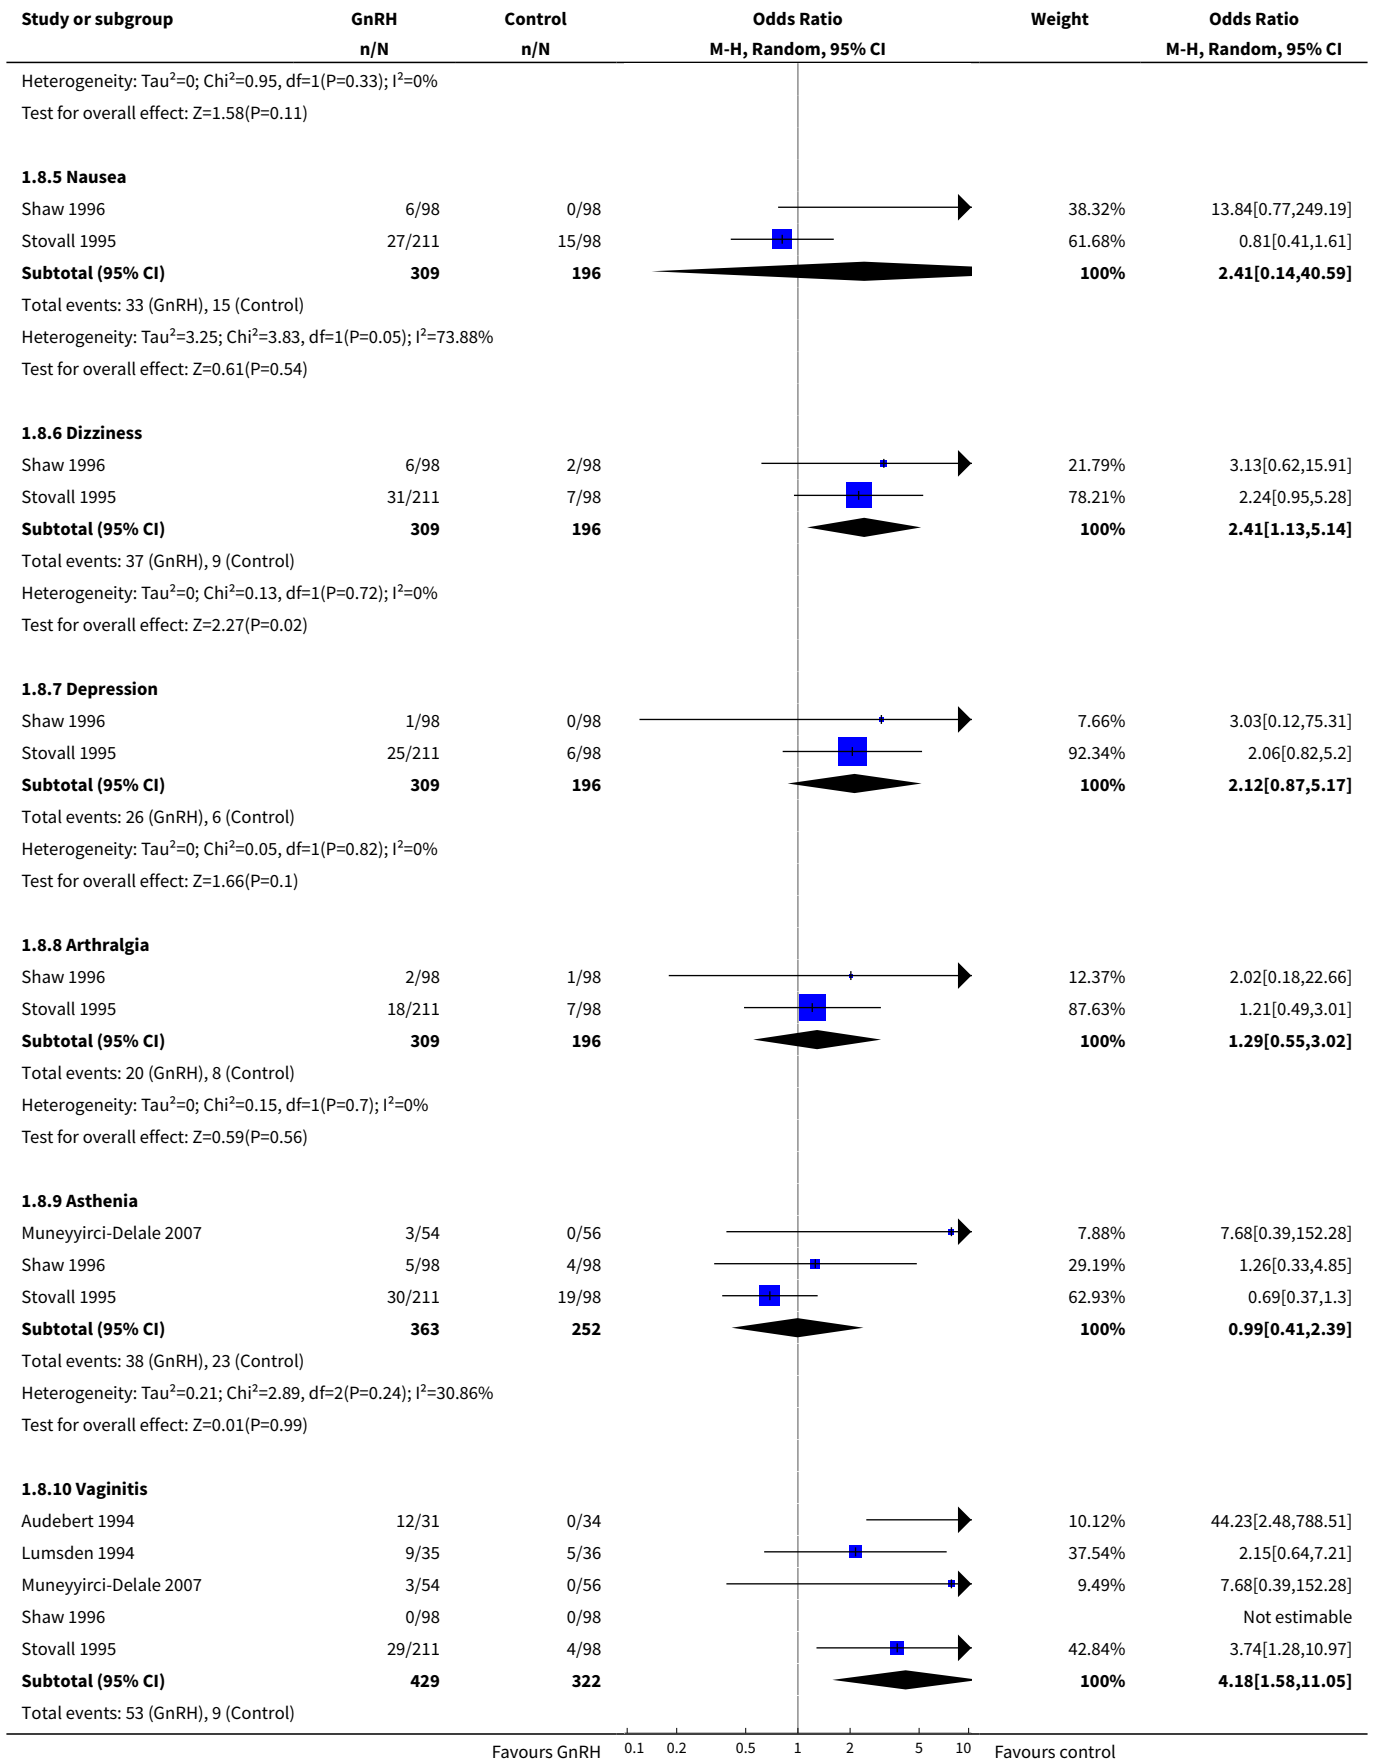 Study or subgroup GnRH Control Odds Ratio Weight Odds Ratio
n/N n/N M-H, Random, 95% CI M-H, Random, 95% CI
Heterogeneity: Tau²=0; Chi²=0.95, df=1(P=0.33); I²=0%
Test for overall effect: Z=1.58(P=0.11)
1.8.5 Nausea
Shaw 1996 6/98 0/98 38.32% 13.84[0.77,249.19]
Stovall 1995 27/211 15/98 61.68% 0.81[0.41,1.61]
Subtotal (95% CI) 309 196 100% 2.41[0.14,40.59]
Total events: 33 (GnRH), 15 (Control)
Heterogeneity: Tau²=3.25; Chi²=3.83, df=1(P=0.05); I²=73.88%
Test for overall effect: Z=0.61(P=0.54)
1.8.6 Dizziness
Shaw 1996 6/98 2/98 21.79% 3.13[0.62,15.91]
Stovall 1995 31/211 7/98 78.21% 2.24[0.95,5.28]
Subtotal (95% CI) 309 196 100% 2.41[1.13,5.14]
Total events: 37 (GnRH), 9 (Control)
Heterogeneity: Tau²=0; Chi²=0.13, df=1(P=0.72); I²=0%
Test for overall effect: Z=2.27(P=0.02)
1.8.7 Depression
Shaw 1996 1/98 0/98 7.66% 3.03[0.12,75.31]
Stovall 1995 25/211 6/98 92.34% 2.06[0.82,5.2]
Subtotal (95% CI) 309 196 100% 2.12[0.87,5.17]
Total events: 26 (GnRH), 6 (Control)
Heterogeneity: Tau²=0; Chi²=0.05, df=1(P=0.82); I²=0%
Test for overall effect: Z=1.66(P=0.1)
1.8.8 Arthralgia
Shaw 1996 2/98 1/98 12.37% 2.02[0.18,22.66]
Stovall 1995 18/211 7/98 87.63% 1.21[0.49,3.01]
Subtotal (95% CI) 309 196 100% 1.29[0.55,3.02]
Total events: 20 (GnRH), 8 (Control)
Heterogeneity: Tau²=0; Chi²=0.15, df=1(P=0.7); I²=0%
Test for overall effect: Z=0.59(P=0.56)
1.8.9 Asthenia
Muneyyirci-Delale 2007 3/54 0/56 7.88% 7.68[0.39,152.28]
Shaw 1996 5/98 4/98 29.19% 1.26[0.33,4.85]
Stovall 1995 30/211 19/98 62.93% 0.69[0.37,1.3]
Subtotal (95% CI) 363 252 100% 0.99[0.41,2.39]
Total events: 38 (GnRH), 23 (Control)
Heterogeneity: Tau²=0.21; Chi²=2.89, df=2(P=0.24); I²=30.86%
Test for overall effect: Z=0.01(P=0.99)
1.8.10 Vaginitis
Audebert 1994 12/31 0/34 10.12% 44.23[2.48,788.51]
Lumsden 1994 9/35 5/36 37.54% 2.15[0.64,7.21]
Muneyyirci-Delale 2007 3/54 0/56 9.49% 7.68[0.39,152.28]
Shaw 1996 0/98 0/98 Not estimable
Stovall 1995 29/211 4/98 42.84% 3.74[1.28,10.97]
Subtotal (95% CI) 429 322 100% 4.18[1.58,11.05]
Total events: 53 (GnRH), 9 (Control)
Favours GnRH 0.1 0.2 0.5 1 2 5 10 Favours control